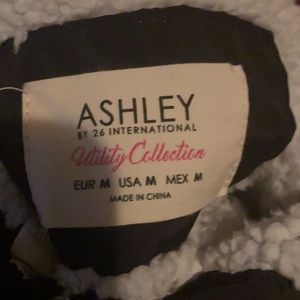 ASHLEY
BY 26 INTERNATIONAL
Utility Collection
EUR M USA M MEX M
MADE IN CHINA